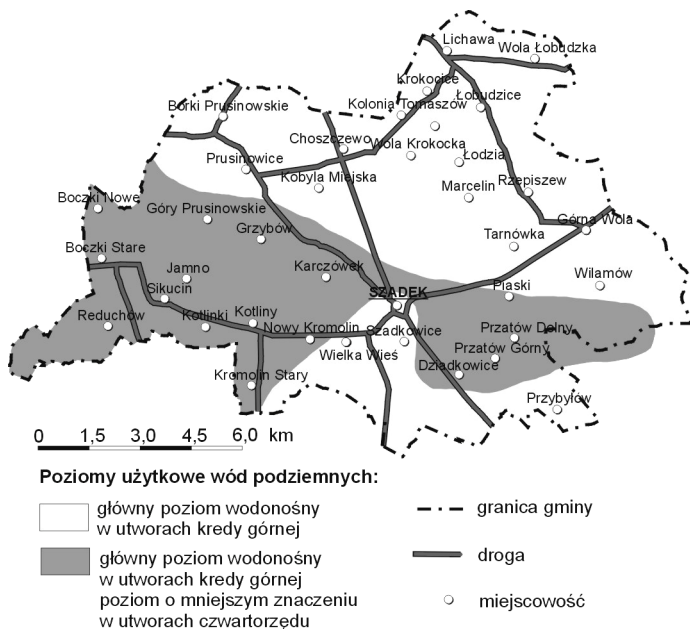 Lichawa
Wola Łobudzka
Krokocice
Borki Prusinowskie
Kolonia Tomaszów
Łobudzice
Choszczewo
Wola Krokocka
Prusinowice
Łodzia
Kobyla Miejska
Rzepiszew
Marcelin
Boczki Nowe
Góry Prusinowskie
Górna Wola
Grzybów
Tarnówka
Boczki Stare
Jamno
Karczówek
Wilamów
Sikucin
SZADEK
Piaski
Reduchów
Kotlinki
Kotliny
Nowy Kromolin
Szadkowice
Przatów Dolny
Wielka Wieś
Przatów Górny
Kromolin Stary
Dziadkowice
Przybyłów
0 1,5 3,0 4,5 6,0 km
Poziomy użytkowe wód podziemnych:
główny poziom wodonośny
w utworach kredy górnej
główny poziom wodonośny
w utworach kredy górnej
poziom o mniejszym znaczeniu
w utworach czwartorzędu
granica gminy
droga
miejscowość